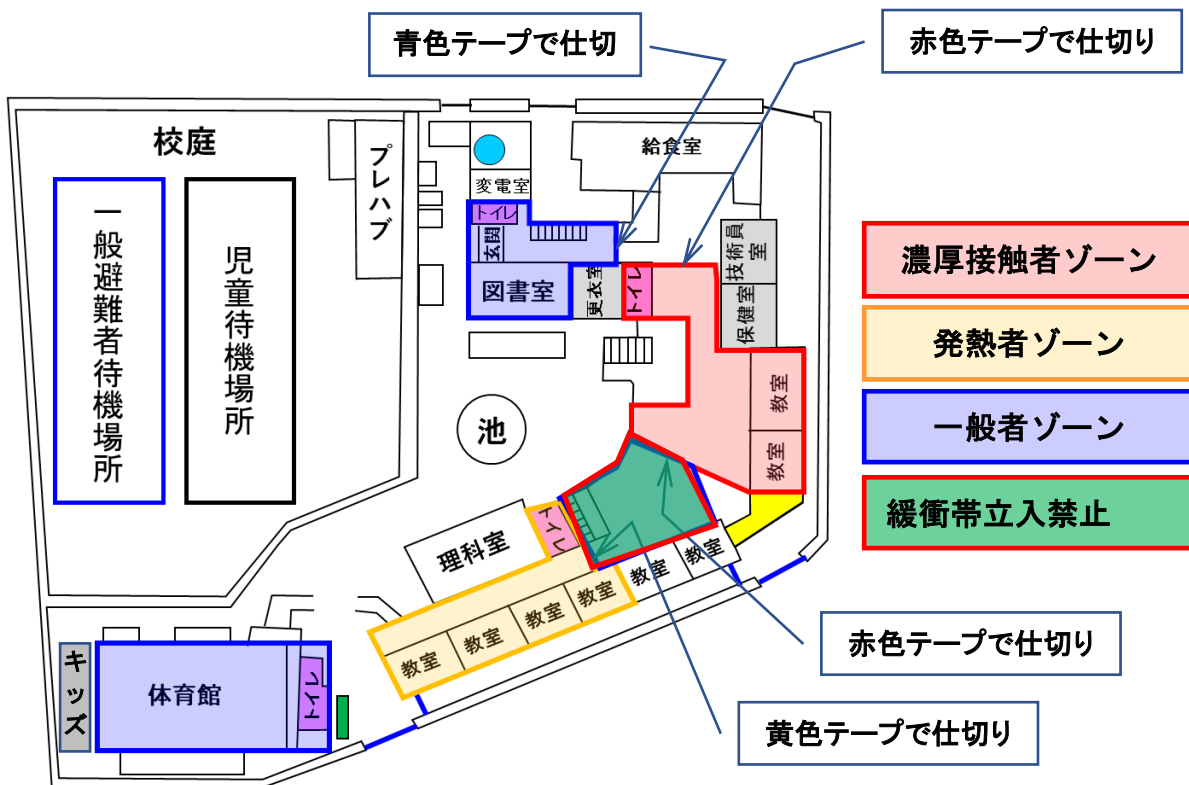 青色テープで仕切
赤色テープで仕切り
校庭
プレハブ
給食室
変電室
トイレ
玄関
図書室
更衣室
トイレ
技術員室
保健室
一般避難者待機場所
児童待機場所
池
教室
教室
理科室
トイレ
教室
教室
教室
教室
教室
教室
キッズ
体育館
トイレ
濃厚接触者ゾーン
発熱者ゾーン
一般者ゾーン
緩衝帯立入禁止
赤色テープで仕切り
黄色テープで仕切り